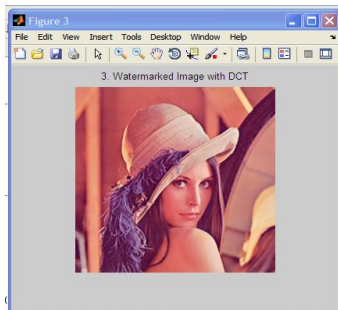 Figure 3
File Edit View Insert Tools Desktop Window Help
3. Watermarked Image with DCT